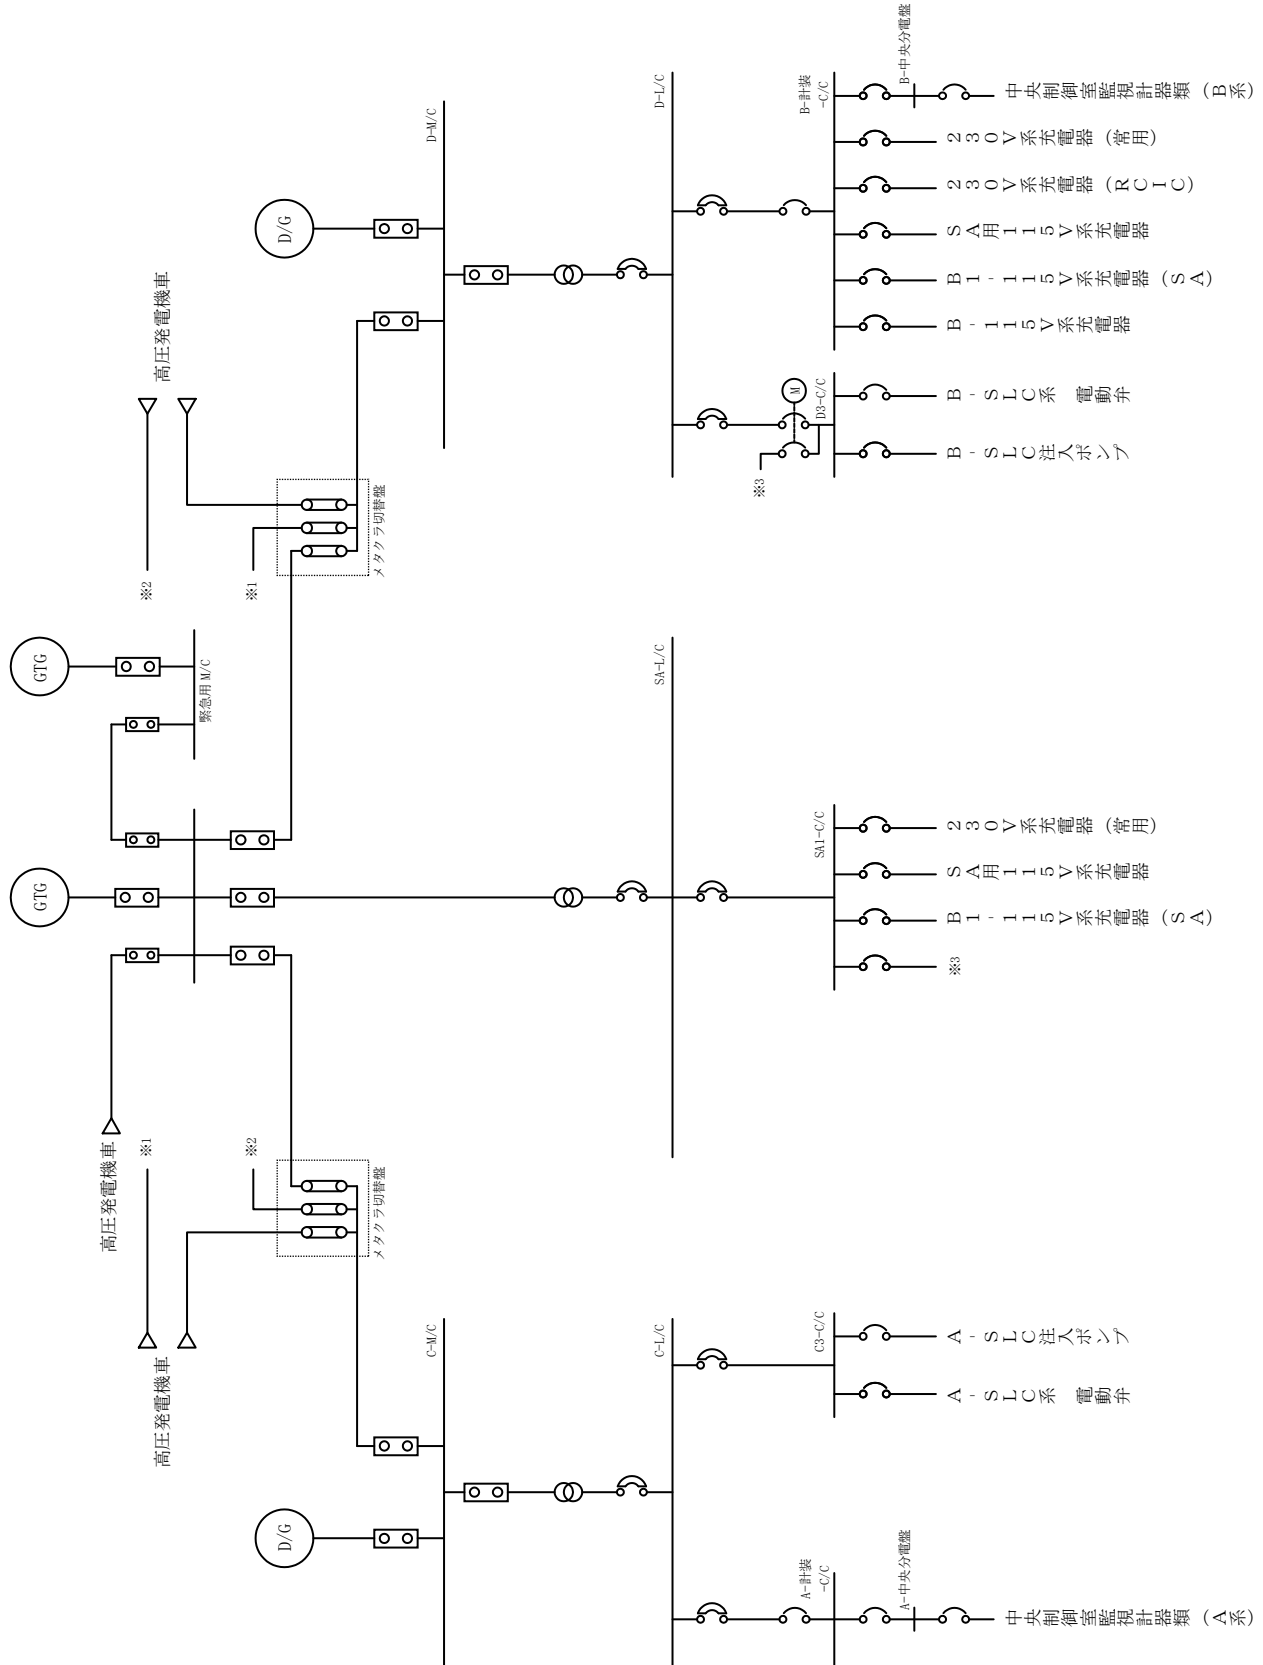 GTG
GTG
緊急用 M/C
高圧発電機車
※1
※2
メタクラ切替盤
高圧発電機車
高圧発電機車
※2
※1
メタクラ切替盤
D/G
C-M/C
D/G
D-M/C
C-L/C
SA-L/C
D-L/C
A-計装
-C/C
A-中央分電盤
中央制御室監視計器類(A系)
C3-C/C
A-SLC系 電動弁
A-SLC注入ポンプ
SA1-C/C
※3
B1-115V系充電器(SA)
SA用115V系充電器
230V系充電器(常用)
※3
M
D3-C/C
B-SLC注入ポンプ
B-SLC系 電動弁
B-計装
-C/C
B-115V系充電器
B1-115V系充電器(SA)
SA用115V系充電器
230V系充電器(RCIC)
230V系充電器(常用)
B-中央分電盤
中央制御室監視計器類(B系)